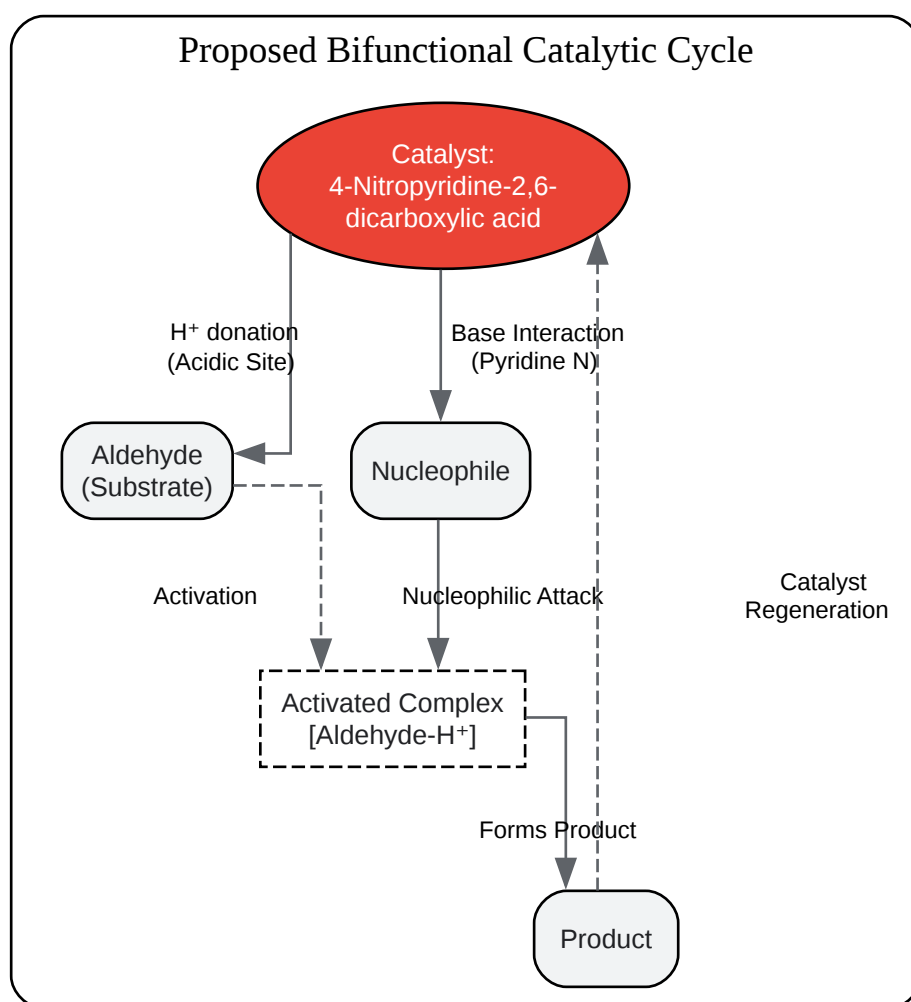 Proposed Bifunctional Catalytic Cycle
Catalyst:
4-Nitropyridine-2,6-
dicarboxylic acid
H⁺ donation
(Acidic Site)
Base Interaction
(Pyridine N)
Aldehyde
(Substrate)
Nucleophile
Activation
Nucleophilic Attack
Catalyst
Regeneration
Activated Complex
[Aldehyde-H⁺]
Forms Product
Product